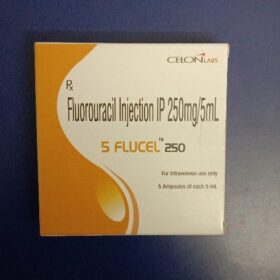 CELON LABS
Rx
Fluorouracil Injection IP 250mg/5mL
5 FLUCEL™ 250
For Intravenous use only
5 Ampoules of each 5 mL